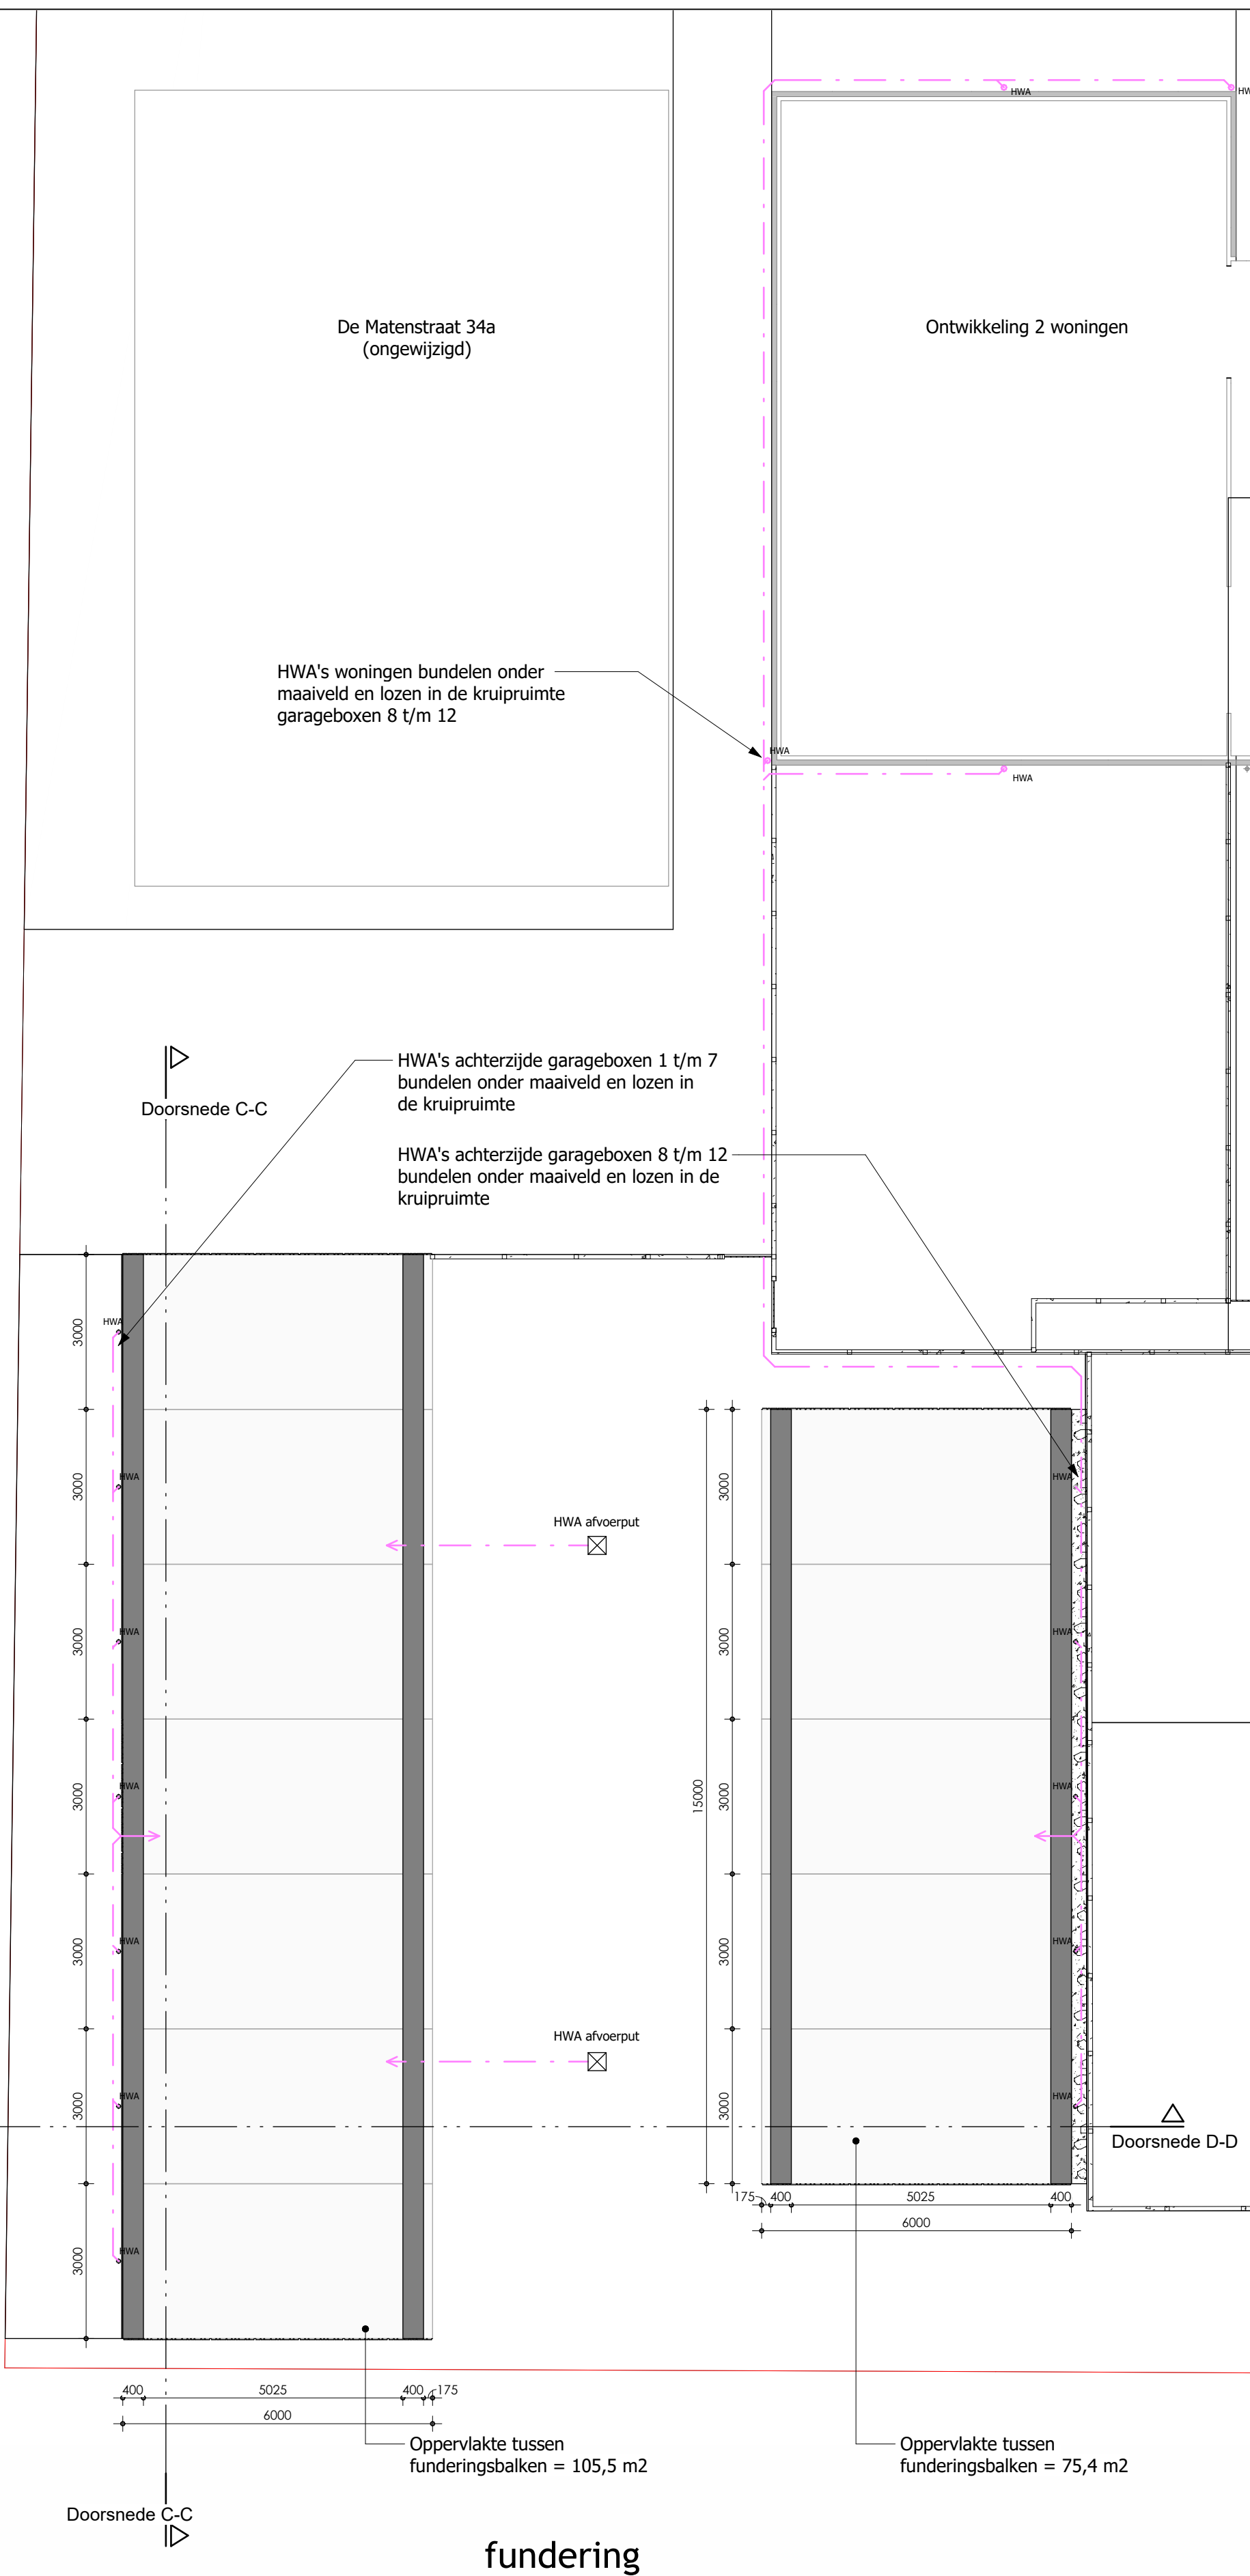 HWA
HWA
De Matenstraat 34a
(ongewijzigd)
Ontwikkeling 2 woningen
HWA's woningen bundelen onder
maaiveld en lozen in de kruipruimte
garageboxen 8 t/m 12
HWA
HWA
HWA's achterzijde garageboxen 1 t/m 7
bundelen onder maaiveld en lozen in
de kruipruimte
Doorsnede C-C
HWA's achterzijde garageboxen 8 t/m 12
bundelen onder maaiveld en lozen in de
kruipruimte
HWA
3000
HWA
3000
3000
HWA
HWA afvoerput
HWA
3000
3000
HWA
HWA
3000
15000
3000
HWA
HWA
3000
3000
HWA
HWA afvoerput
HWA
3000
3000
HWA
Doorsnede D-D
175
400
5025
400
6000
HWA
3000
400
5025
400
175
6000
Oppervlakte tussen
funderingsbalken = 105,5 m2
Oppervlakte tussen
funderingsbalken = 75,4 m2
Doorsnede C-C
fundering